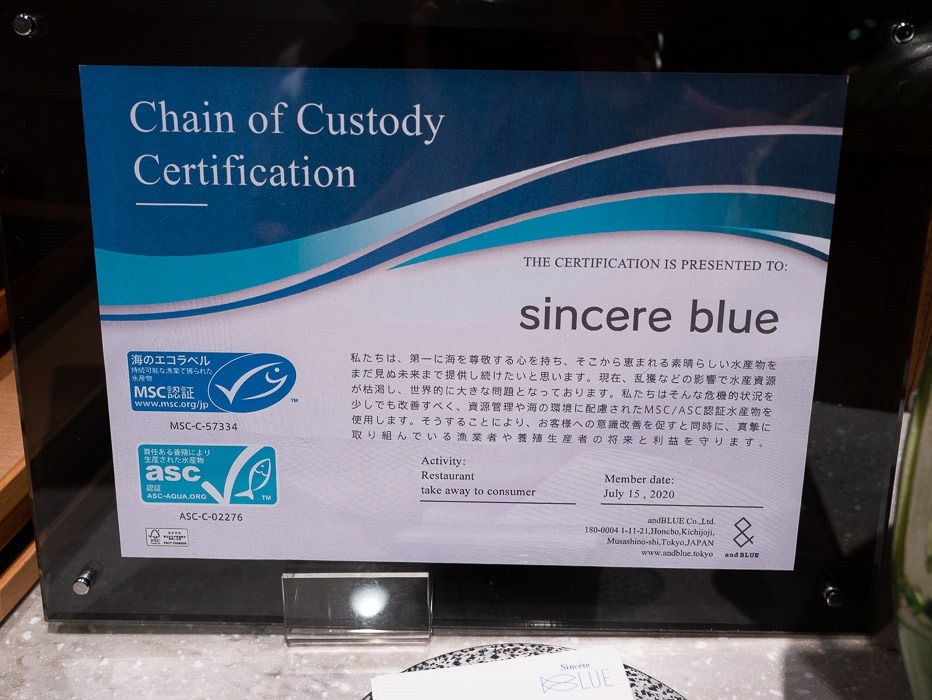 Chain of Custody
Certification
THE CERTIFICATION IS PRESENTED TO:
sincere blue
海のエコラベル
持続可能な漁業で獲られた
水産物
MSC認証
www.msc.org/jp
TM
MSC-C-57334
責任ある養殖により
生産された水産物
asc
認証
ASC-AQUA.ORG
TM
ASC-C-02276
FSC
ミックス
私たちは、第一に海を尊敬する心を持ち、そこから恵まれる素晴らしい水産物を
まだ見ぬ未来まで提供し続けたいと思います。現在、乱獲などの影響で水産資源
が枯渇し、世界的に大きな問題となっております。私たちはそんな危機的状況を
少しでも改善すべく、資源管理や海の環境に配慮されたMSC/ASC認証水産物を
使用します。そうすることにより、お客様への意識改善を促すと同時に、真摯に
取り組んでいる漁業者や養殖生産者の将来と利益を守ります。
Activity:
Restaurant
take away to consumer
Member date:
July 15 , 2020
andBLUE Co.,Ltd.
180-0004 1-11-21,Honcho,Kichijoji,
Musashino-shi,Tokyo,JAPAN
www.andblue.tokyo
and BLUE
Sincère
BLUE